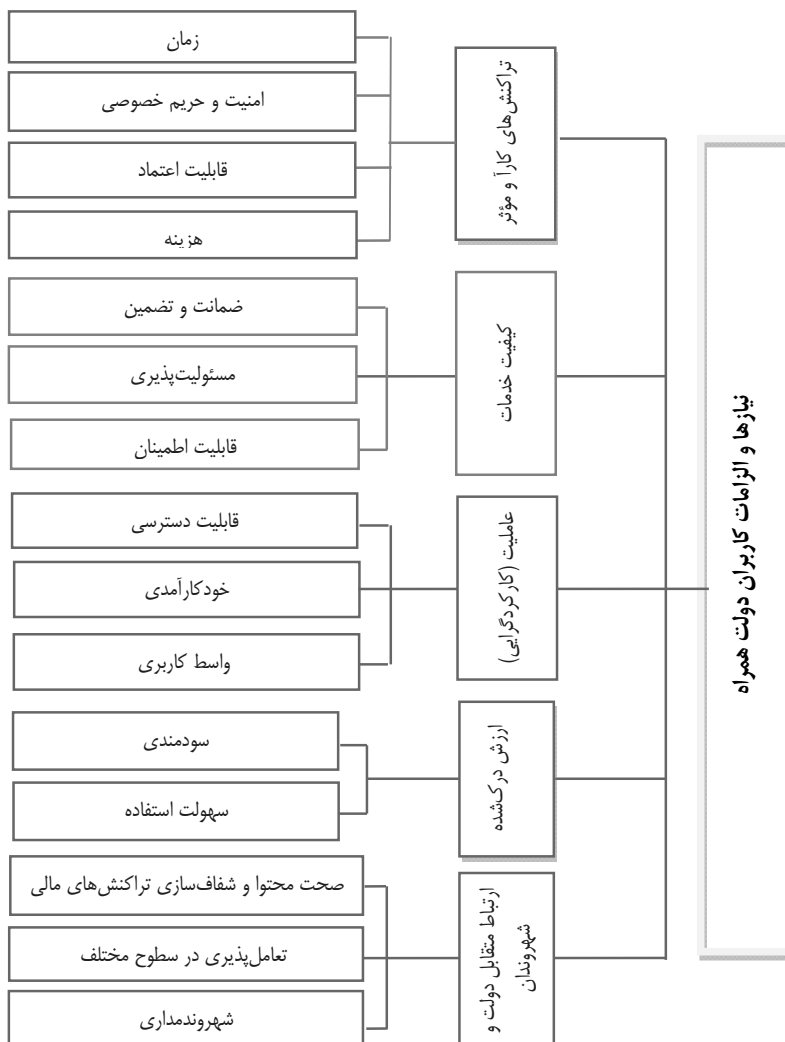 نیازها و الزامات کاربران دولت همراه
تراکنش‌های کارآ و مؤثر
زمان
امنیت و حریم خصوصی
قابلیت اعتماد
هزینه
کیفیت خدمات
ضمانت و تضمین
مسئولیت‌پذیری
قابلیت اطمینان
عاملیت (کارکردگرایی)
قابلیت دسترسی
خودکارآمدی
واسط کاربری
ارزش درک‌شده
سودمندی
سهولت استفاده
ارتباط متقابل دولت و
شهروندان
صحت محتوا و شفاف‌سازی تراکنش‌های مالی
تعامل‌پذیری در سطوح مختلف
شهروندمداری